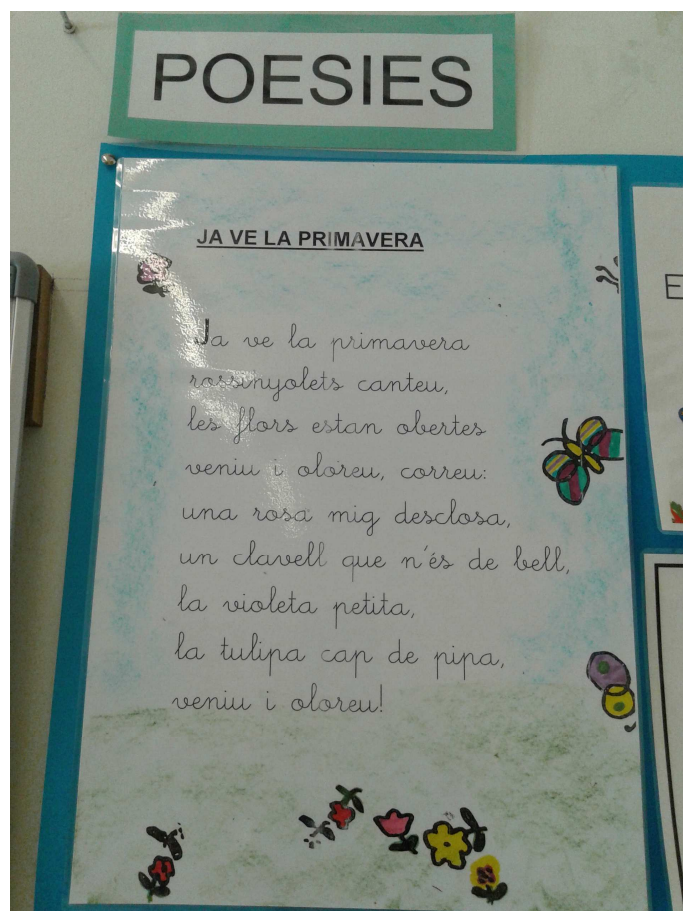 POESIES
JA VE LA PRIMAVERA
Ja ve la primavera
rossinyolets canteu,
les flors estan obertes
veniu i oloreu, correu:
una rosa mig desclosa,
un clavell que n'és de bell,
la violeta petita,
la tulipa cap de pipa,
veniu i oloreu!
E